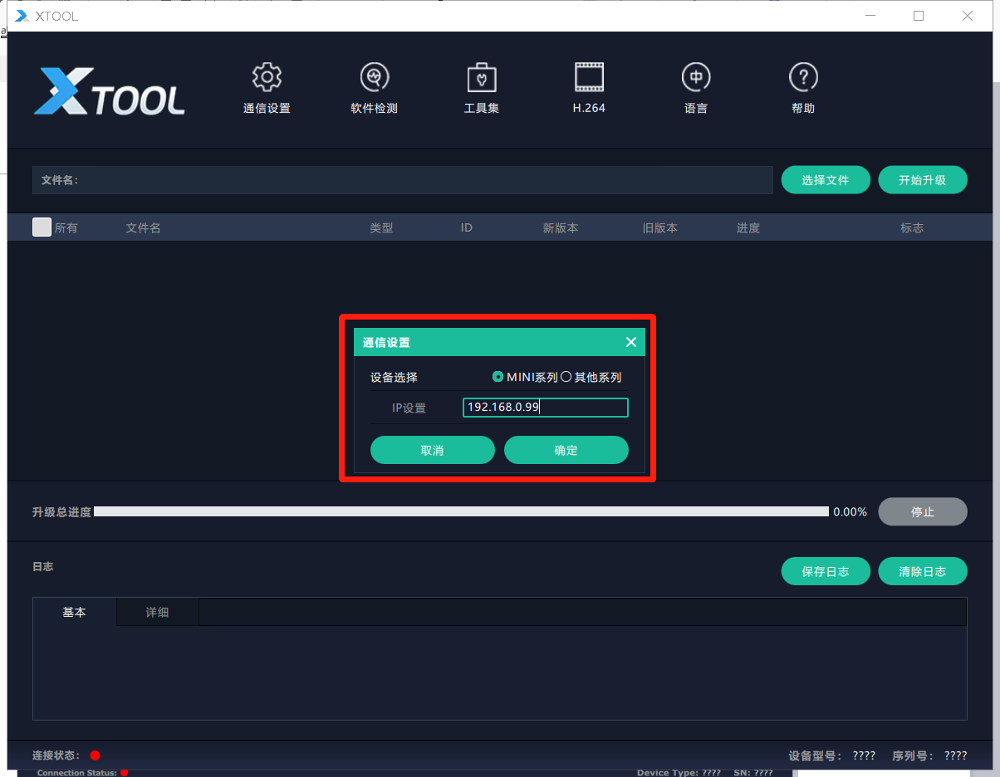 XTOOL
XTOOL
通信设置
软件检测
工具集
H.264
中
语言
?
帮助
文件名：
选择文件
开始升级
所有
文件名
类型
ID
新版本
旧版本
进度
标志
通信设置
设备选择
MINI系列
其他系列
IP设置
192.168.0.99
取消
确定
升级总进度
0.00%
停止
日志
保存日志
清除日志
基本
详细
连接状态：
设备型号： ????
序列号： ????
Connection Status:
Device Type: ????
SN: ????